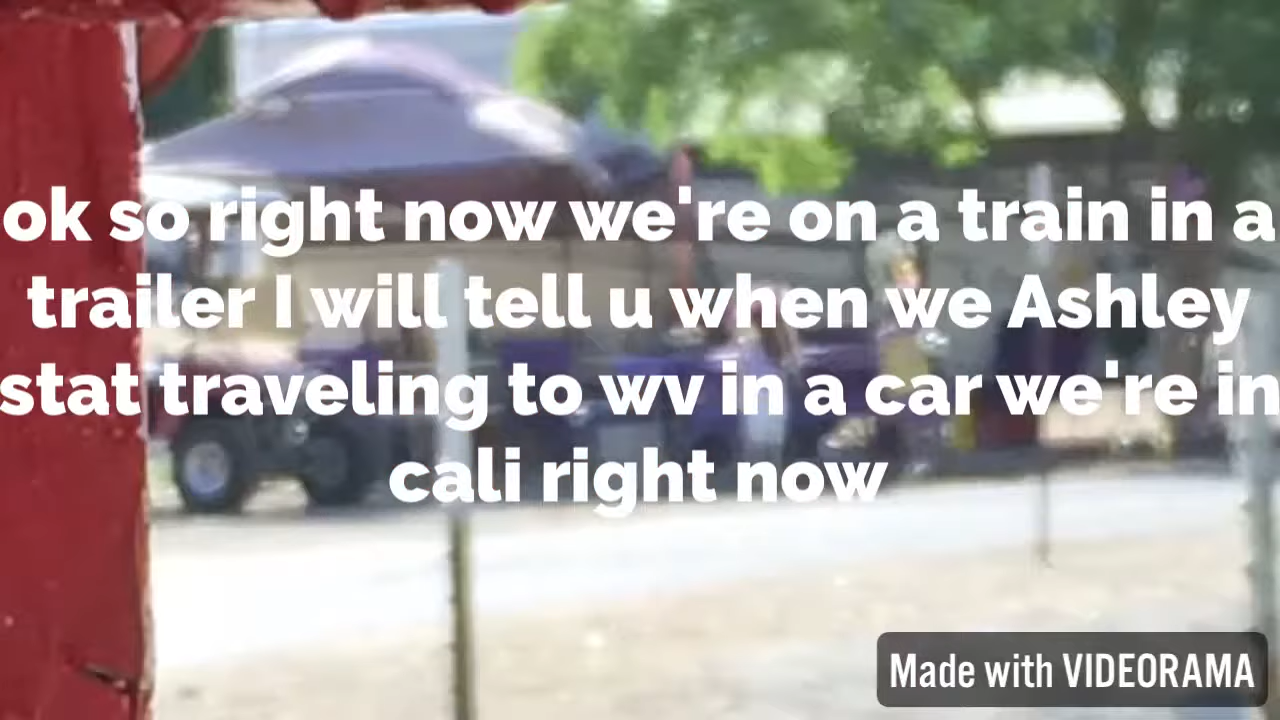 ok so right now we're on a train in a
trailer I will tell u when we Ashley
stat traveling to wv in a car we're in
cali right now
Made with VIDEORAMA